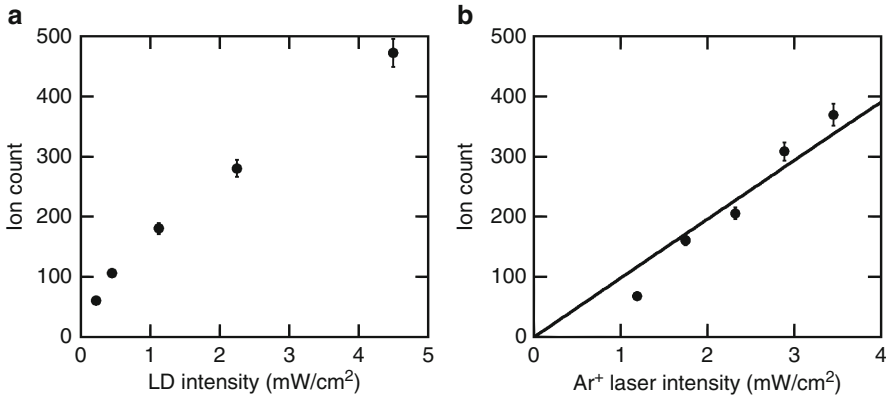 a
500
400
300
200
100
0
0 1 2 3 4 5
Ion count
LD intensity (mW/cm²)
b
500
400
300
200
100
0
0 1 2 3 4
Ion count
Ar⁺ laser intensity (mW/cm²)